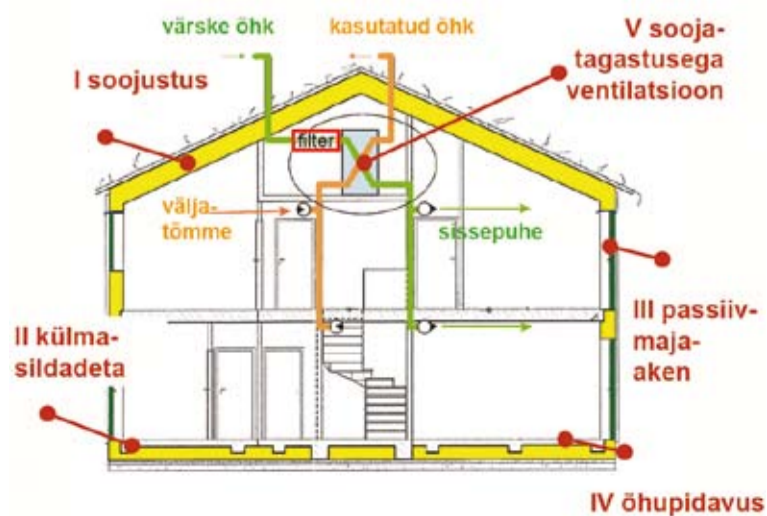 värske õhk
kasutatud õhk
V sooja-
tagastusega
ventilatsioon
I soojustus
filter
välja-
tõmme
sissepuhe
III passiiv-
maja-
aken
II külma-
sildadeta
IV õhupidavus